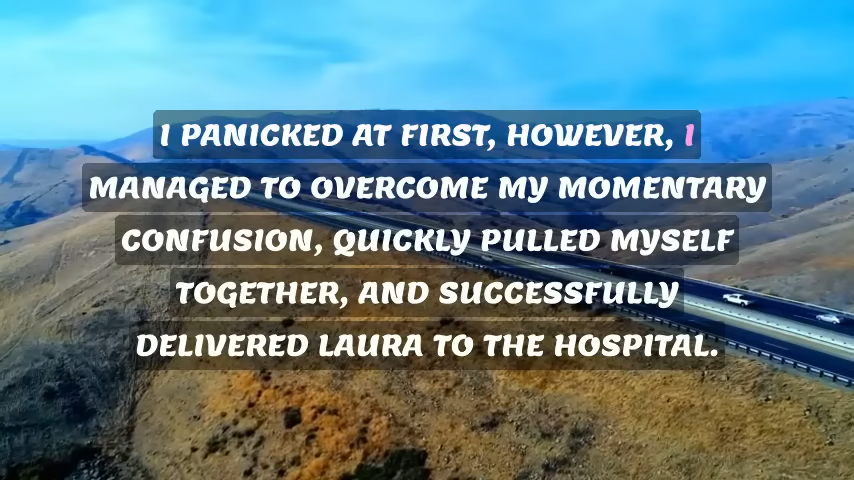 I PANICKED AT FIRST, HOWEVER, I
MANAGED TO OVERCOME MY MOMENTARY
CONFUSION, QUICKLY PULLED MYSELF
TOGETHER, AND SUCCESSFULLY
DELIVERED LAURA TO THE HOSPITAL.